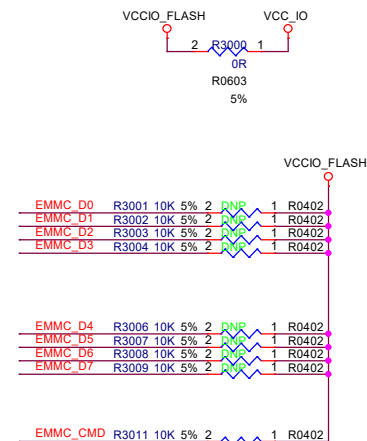 VCCIO_FLASH VCC_IO
2 R3000 1
0R
R0603
5%
VCCIO_FLASH
EMMC_D0 R3001 10K 5% 2 DNP 1 R0402
EMMC_D1 R3002 10K 5% 2 DNP 1 R0402
EMMC_D2 R3003 10K 5% 2 DNP 1 R0402
EMMC_D3 R3004 10K 5% 2 DNP 1 R0402
EMMC_D4 R3006 10K 5% 2 DNP 1 R0402
EMMC_D5 R3007 10K 5% 2 DNP 1 R0402
EMMC_D6 R3008 10K 5% 2 DNP 1 R0402
EMMC_D7 R3009 10K 5% 2 DNP 1 R0402
EMMC_CMD R3011 10K 5% 2 1 R0402